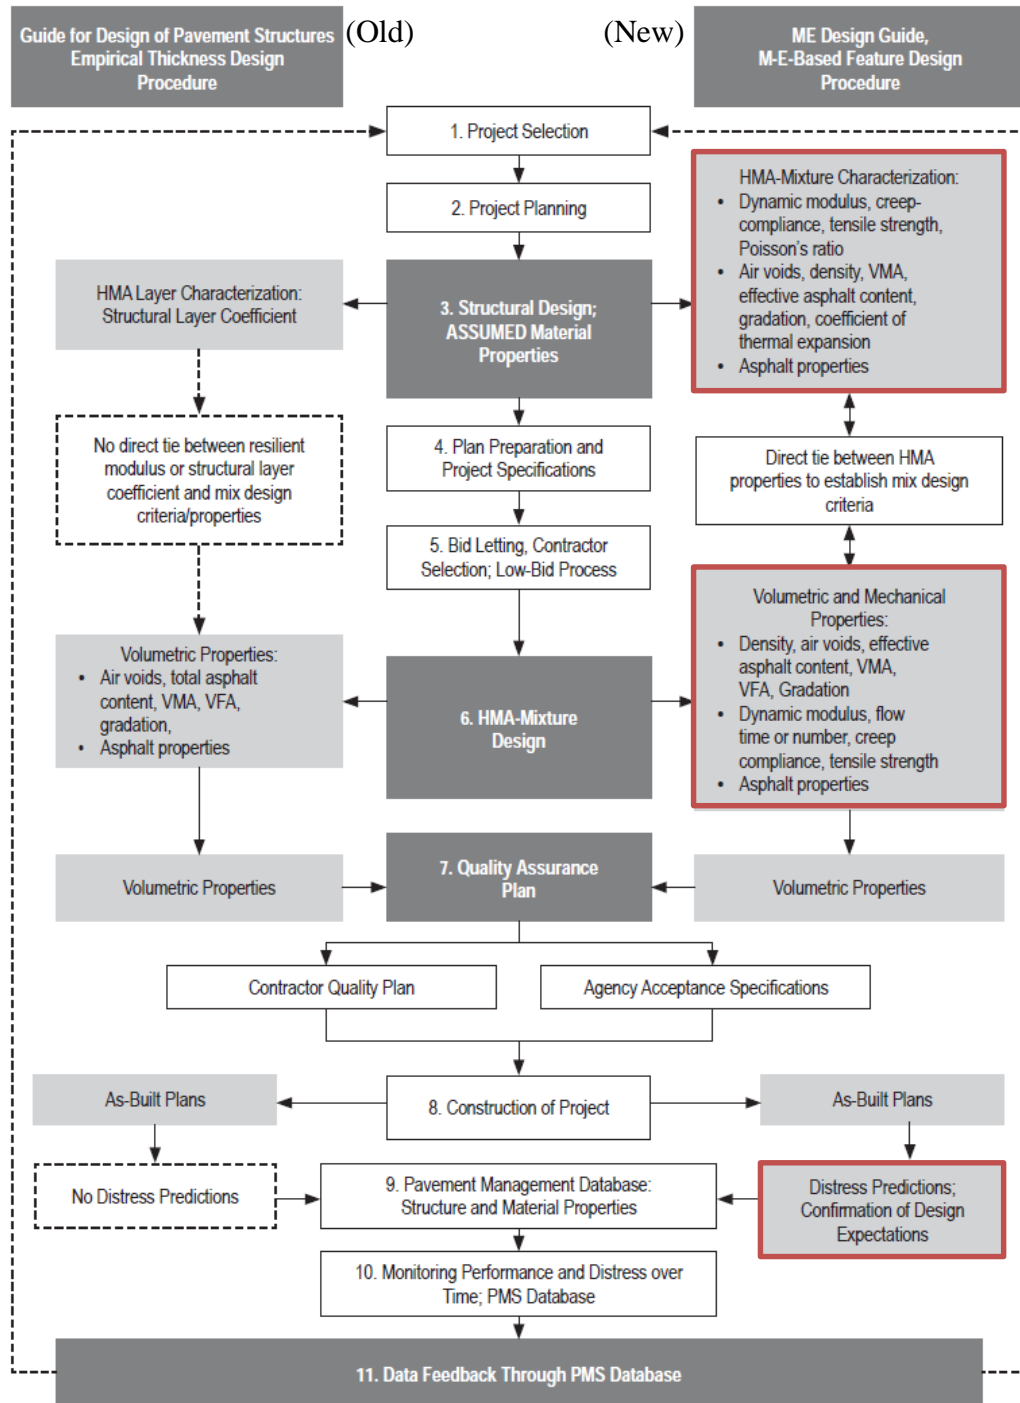 Guide for Design of Pavement Structures
Empirical Thickness Design
Procedure
(Old)
(New)
ME Design Guide,
M-E-Based Feature Design
Procedure
1. Project Selection
2. Project Planning
HMA Layer Characterization:
Structural Layer Coefficient
3. Structural Design;
ASSUMED Material
Properties
HMA-Mixture Characterization:
• Dynamic modulus, creep-
compliance, tensile strength,
Poisson's ratio
• Air voids, density, VMA,
effective asphalt content,
gradation, coefficient of
thermal expansion
• Asphalt properties
No direct tie between resilient
modulus or structural layer
coefficient and mix design
criteria/properties
4. Plan Preparation and
Project Specifications
Direct tie between HMA
properties to establish mix design
criteria
5. Bid Letting, Contractor
Selection; Low-Bid Process
Volumetric Properties:
• Air voids, total asphalt
content, VMA, VFA,
gradation,
• Asphalt properties
6. HMA-Mixture
Design
Volumetric and Mechanical
Properties:
• Density, air voids, effective
asphalt content, VMA,
VFA, Gradation
• Dynamic modulus, flow
time or number, creep
compliance, tensile strength
• Asphalt properties
Volumetric Properties
7. Quality Assurance
Plan
Volumetric Properties
Contractor Quality Plan
Agency Acceptance Specifications
As-Built Plans
8. Construction of Project
As-Built Plans
No Distress Predictions
9. Pavement Management Database:
Structure and Material Properties
Distress Predictions;
Confirmation of Design
Expectations
10. Monitoring Performance and Distress over
Time; PMS Database
11. Data Feedback Through PMS Database